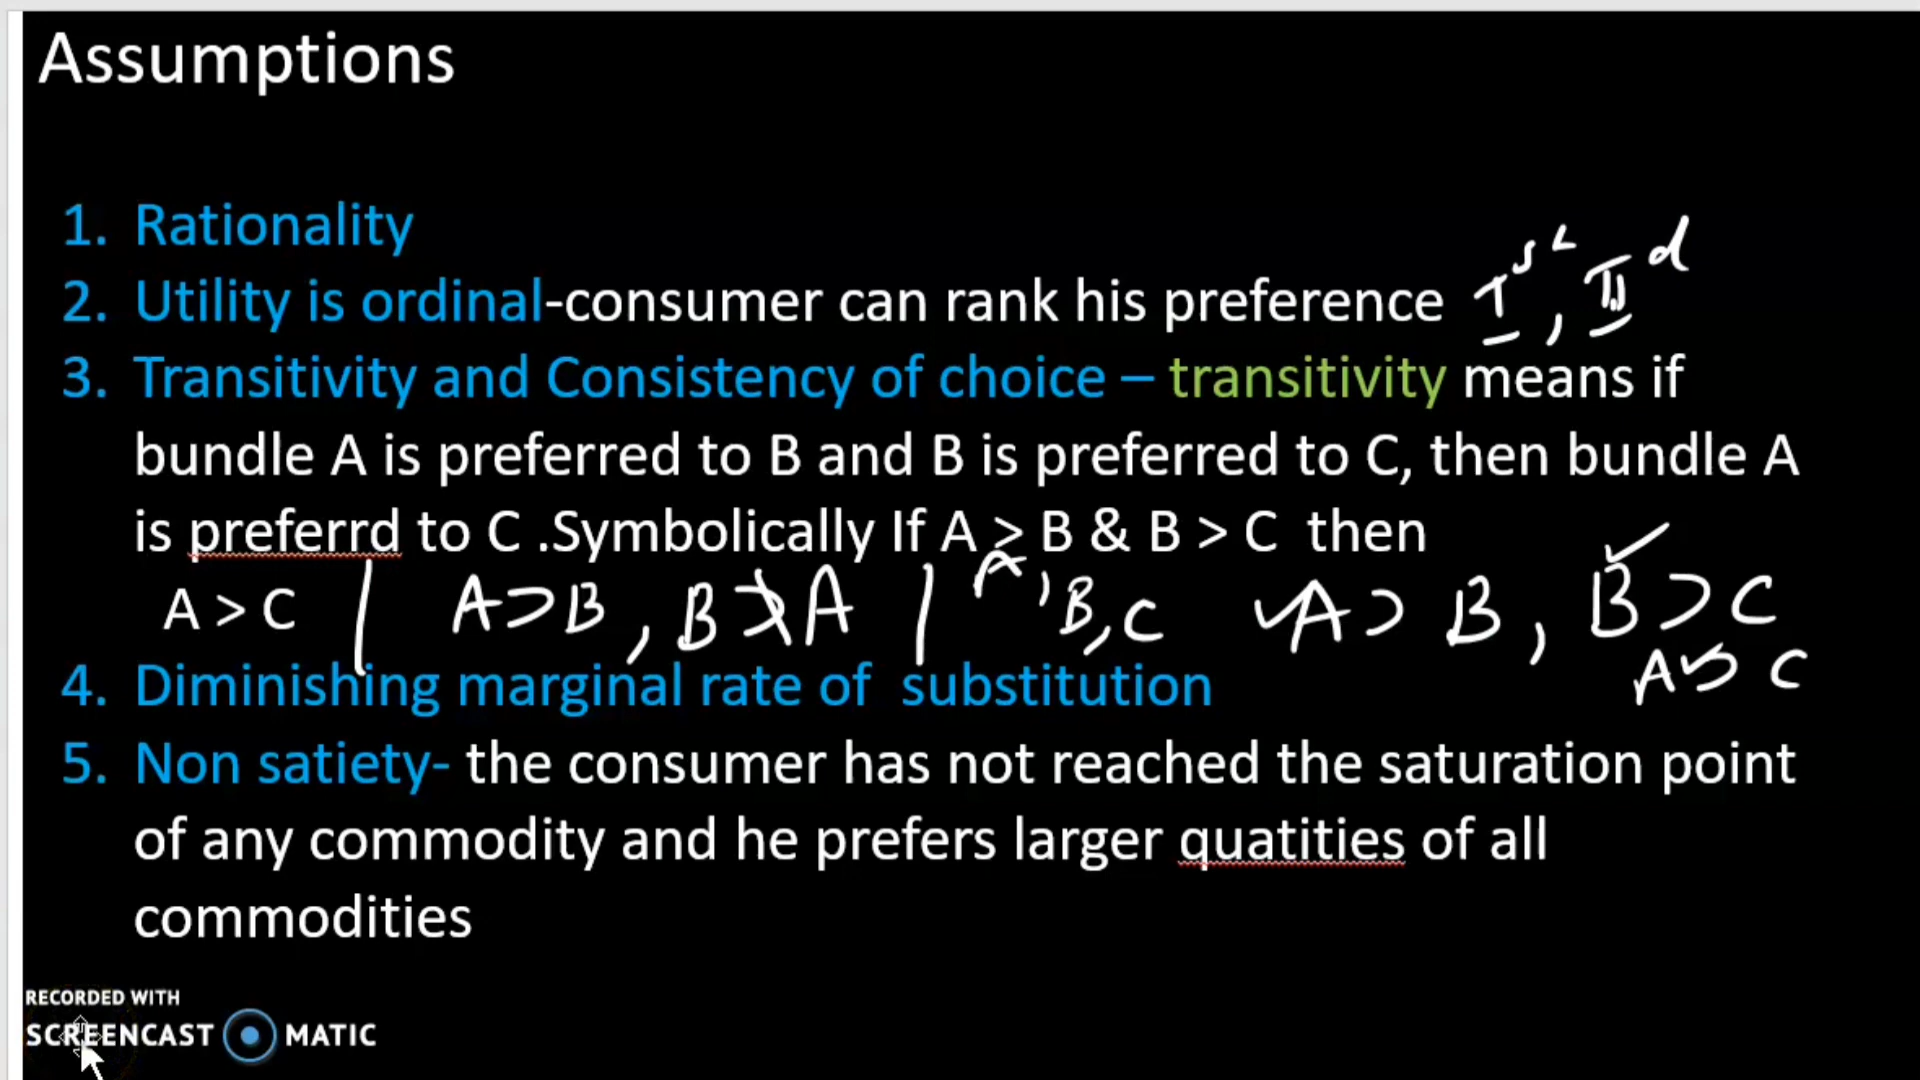 Assumptions
1. Rationality
2. Utility is ordinal-consumer can rank his preference I st, II d
3. Transitivity and Consistency of choice – transitivity means if
bundle A is preferred to B and B is preferred to C, then bundle A
is preferrd to C .Symbolically If A > B & B > C then
A > C | A > B , B ≯ A | A , B, C ✓A > B , B > C ✓
A > C
4. Diminishing marginal rate of substitution
5. Non satiety- the consumer has not reached the saturation point
of any commodity and he prefers larger quatities of all
commodities
RECORDED WITH
SCREENCAST MATIC